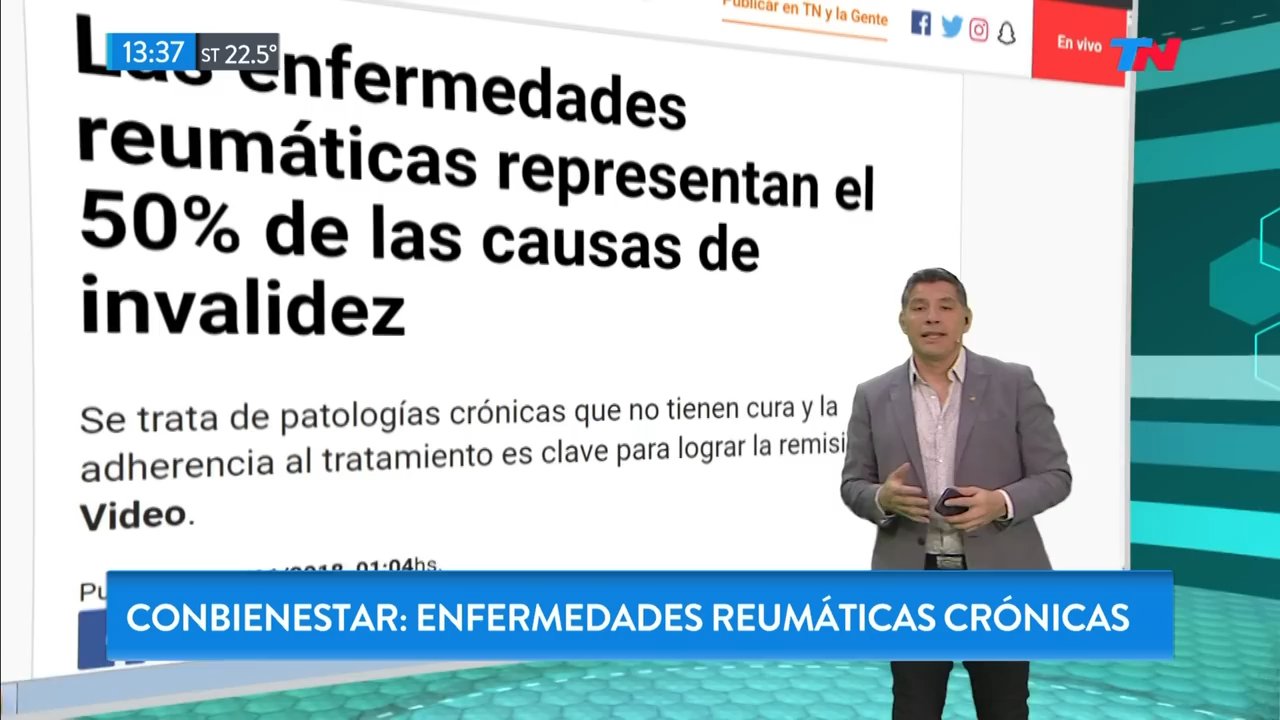 Publicar en TN y la Gente
En vivo
TN
13:37 ST 22.5°
Las enfermedades
reumáticas representan el
50% de las causas de
invalidez
Se trata de patologías crónicas que no tienen cura y la
adherencia al tratamiento es clave para lograr la remisi
Video.
2018, 01:04hs.
CONBIENESTAR: ENFERMEDADES REUMÁTICAS CRÓNICAS